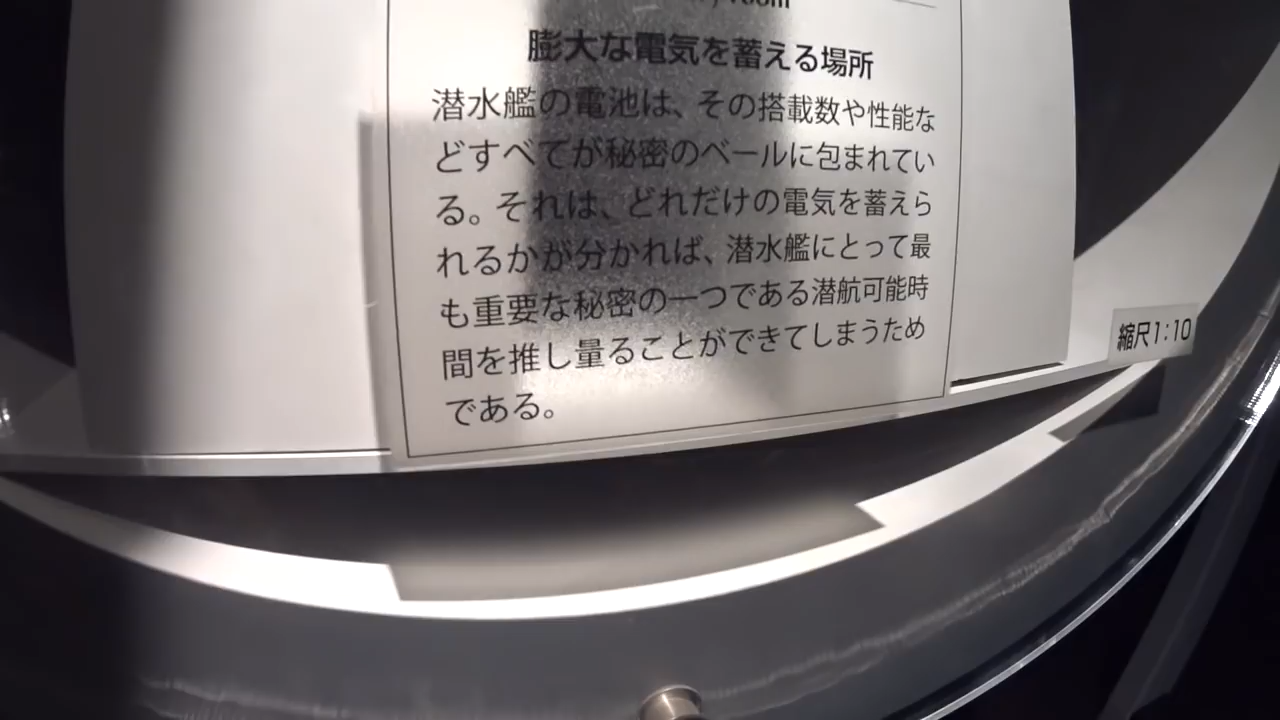 room
膨大な電気を蓄える場所
潜水艦の電池は、その搭載数や性能な
どすべてが秘密のベールに包まれてい
る。それは、どれだけの電気を蓄えら
れるかが分かれば、潜水艦にとって最
も重要な秘密の一つである潜航可能時
間を推し量ることができてしまうため
である。
縮尺1:10